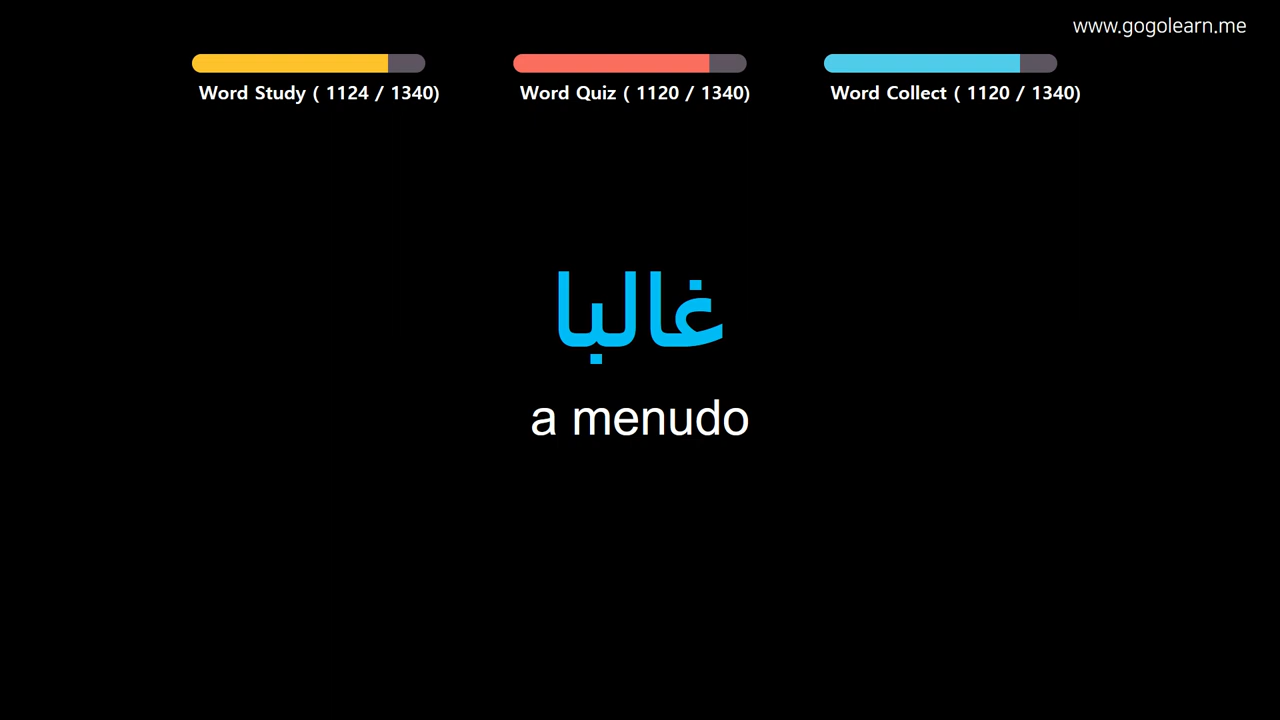 www.gogolearn.me
Word Study ( 1124 / 1340)
Word Quiz ( 1120 / 1340)
Word Collect ( 1120 / 1340)
غالبا
a menudo